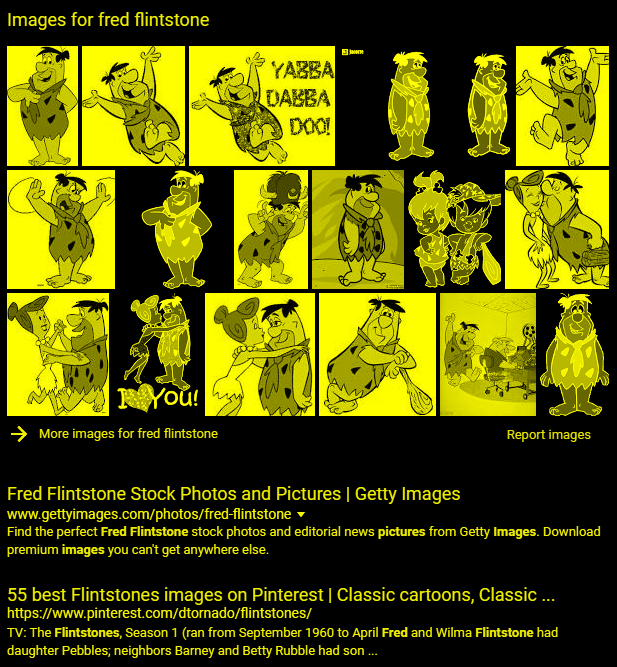 Images for fred flintstone
YABBA
DABBA
DOO!
I You!
More images for fred flintstone
Report images
Fred Flintstone Stock Photos and Pictures | Getty Images
www.gettyimages.com/photos/fred-flintstone
Find the perfect Fred Flintstone stock photos and editorial news pictures from Getty Images. Download
premium images you can't get anywhere else.
55 best Flintstones images on Pinterest | Classic cartoons, Classic ...
https://www.pinterest.com/dtornado/flintstones/
TV: The Flintstones, Season 1 (ran from September 1960 to April Fred and Wilma Flintstone had
daughter Pebbles; neighbors Barney and Betty Rubble had son ...